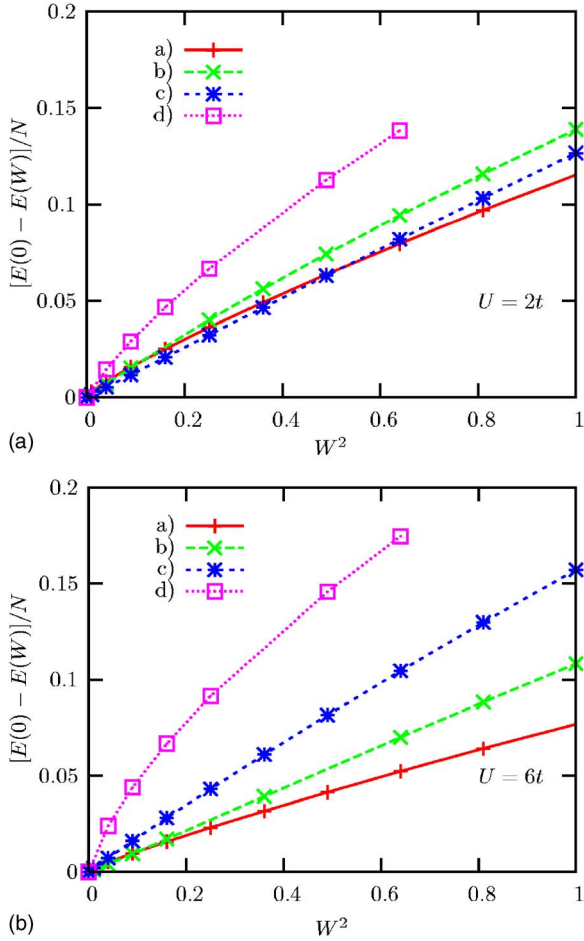 0.2
0.15
0.1
0.05
0
[E(0) − E(W)]/N
a)
b)
c)
d)
U = 2t
0 0.2 0.4 0.6 0.8 1
W²
(a)
0.2
0.15
0.1
0.05
0
[E(0) − E(W)]/N
a)
b)
c)
d)
U = 6t
0 0.2 0.4 0.6 0.8 1
W²
(b)